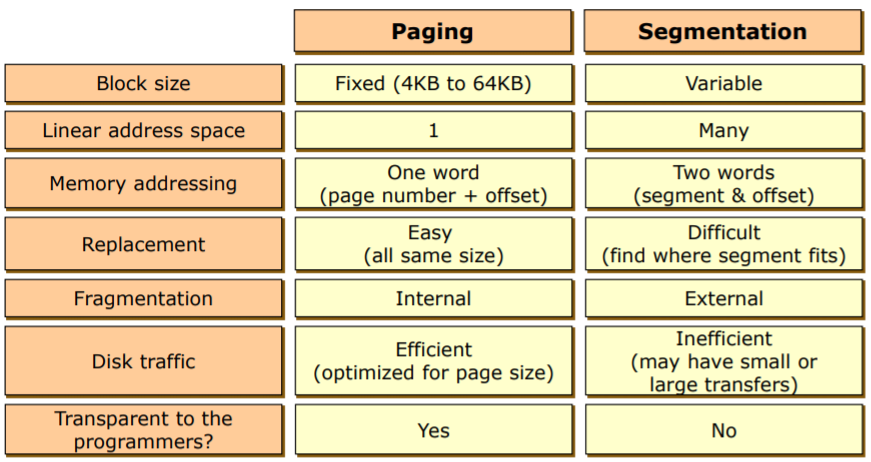 Paging Segmentation
Block size Fixed (4KB to 64KB) Variable
Linear address space 1 Many
Memory addressing
One word
(page number + offset)
Two words
(segment & offset)
Replacement
Easy
(all same size)
Difficult
(find where segment fits)
Fragmentation Internal External
Disk traffic
Efficient
(optimized for page size)
Inefficient
(may have small or
large transfers)
Transparent to the
programmers?
Yes
No